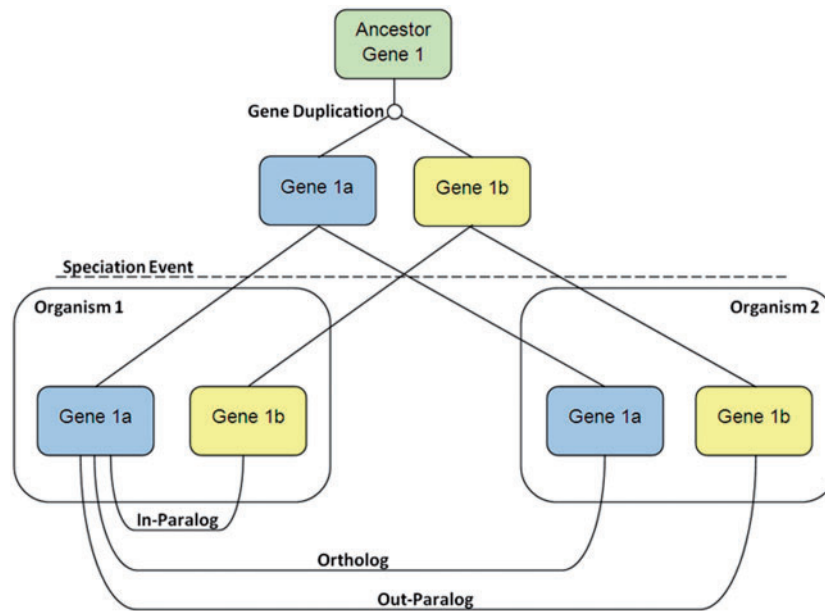 Ancestor
Gene 1
Gene Duplication
Gene 1a
Gene 1b
Speciation Event
Organism 1
Organism 2
Gene 1a
Gene 1b
Gene 1a
Gene 1b
In-Paralog
Ortholog
Out-Paralog